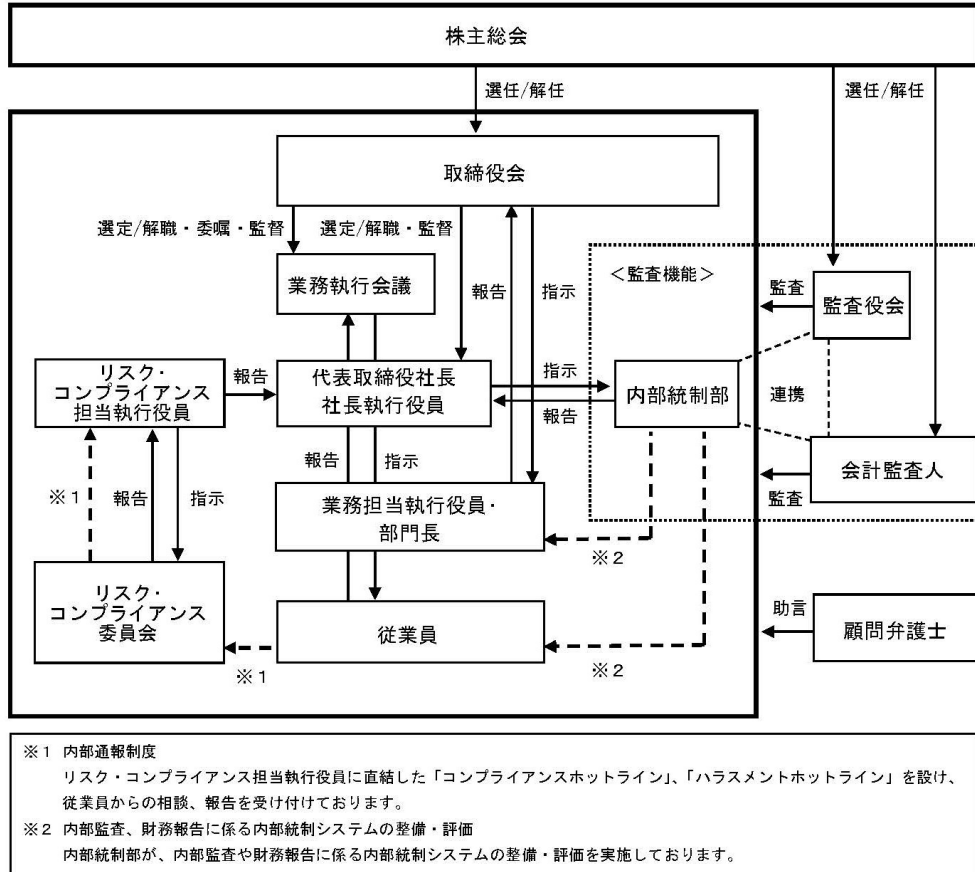 株主総会
選任/解任
選任/解任
取締役会
選定/解職・委嘱・監督
選定/解職・監督
業務執行会議
報告
指示
＜監査機能＞
監査
監査役会
リスク・
コンプライアンス
担当執行役員
報告
代表取締役社長
社長執行役員
指示
報告
内部統制部
連携
※1
報告
指示
報告
指示
業務担当執行役員・
部門長
監査
会計監査人
※2
リスク・
コンプライアンス
委員会
※1
従業員
※2
助言
顧問弁護士
※1 内部通報制度
リスク・コンプライアンス担当執行役員に直結した「コンプライアンスホットライン」、「ハラスメントホットライン」を設け、
従業員からの相談、報告を受け付けております。
※2 内部監査、財務報告に係る内部統制システムの整備・評価
内部統制部が、内部監査や財務報告に係る内部統制システムの整備・評価を実施しております。